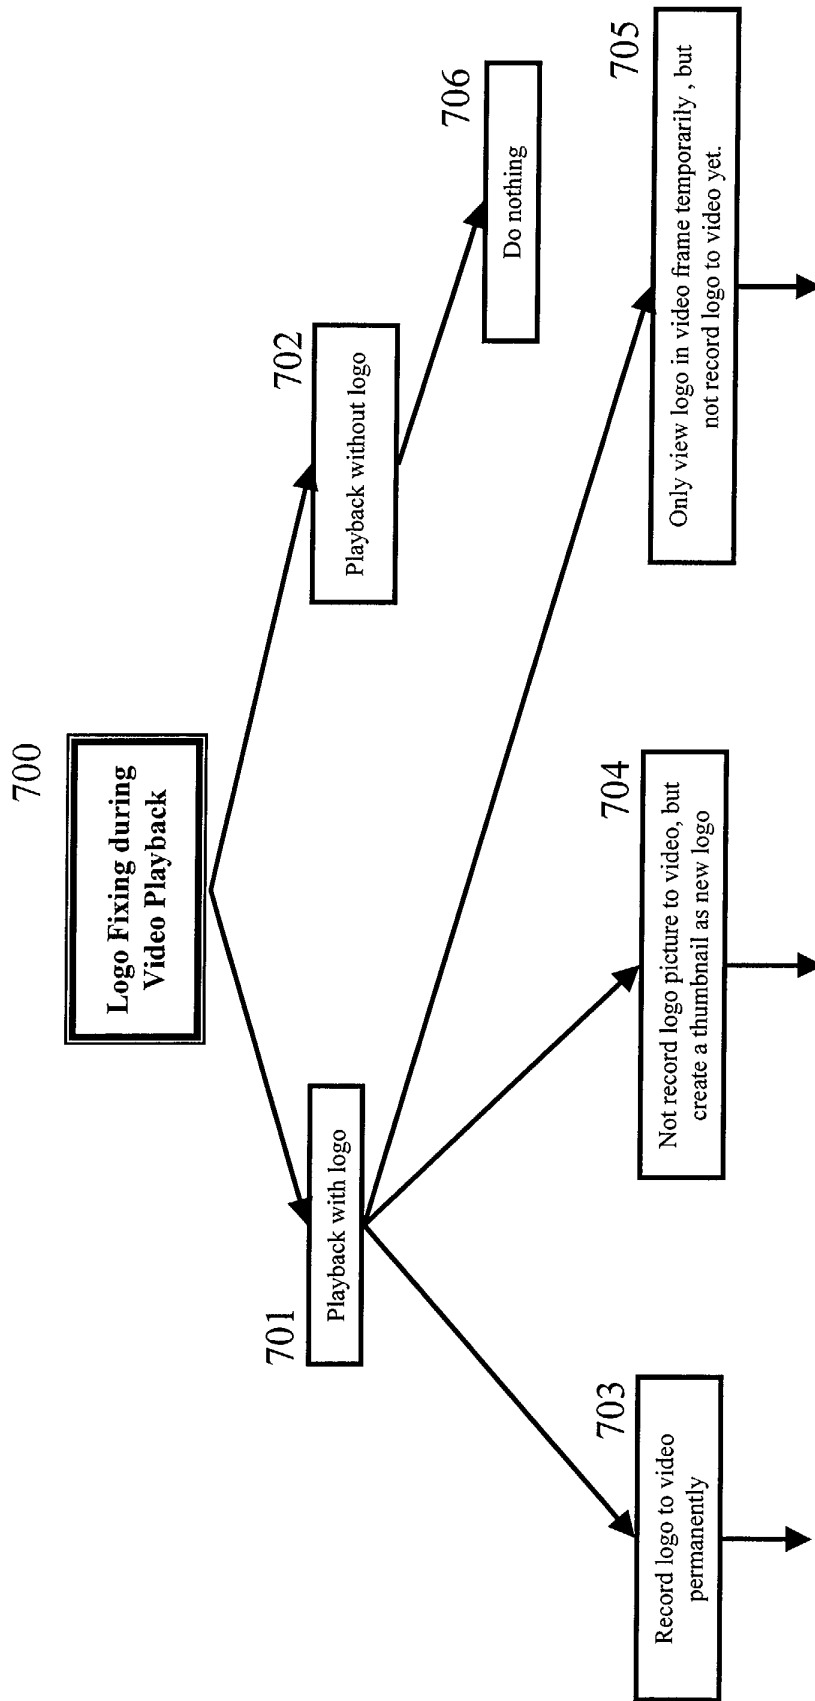 700
Logo Fixing during
Video Playback
701
Playback with logo
702
Playback without logo
706
Do nothing
703
Record logo to video
permanently
704
Not record logo picture to video, but
create a thumbnail as new logo
705
Only view logo in video frame temporarily , but
not record logo to video yet.